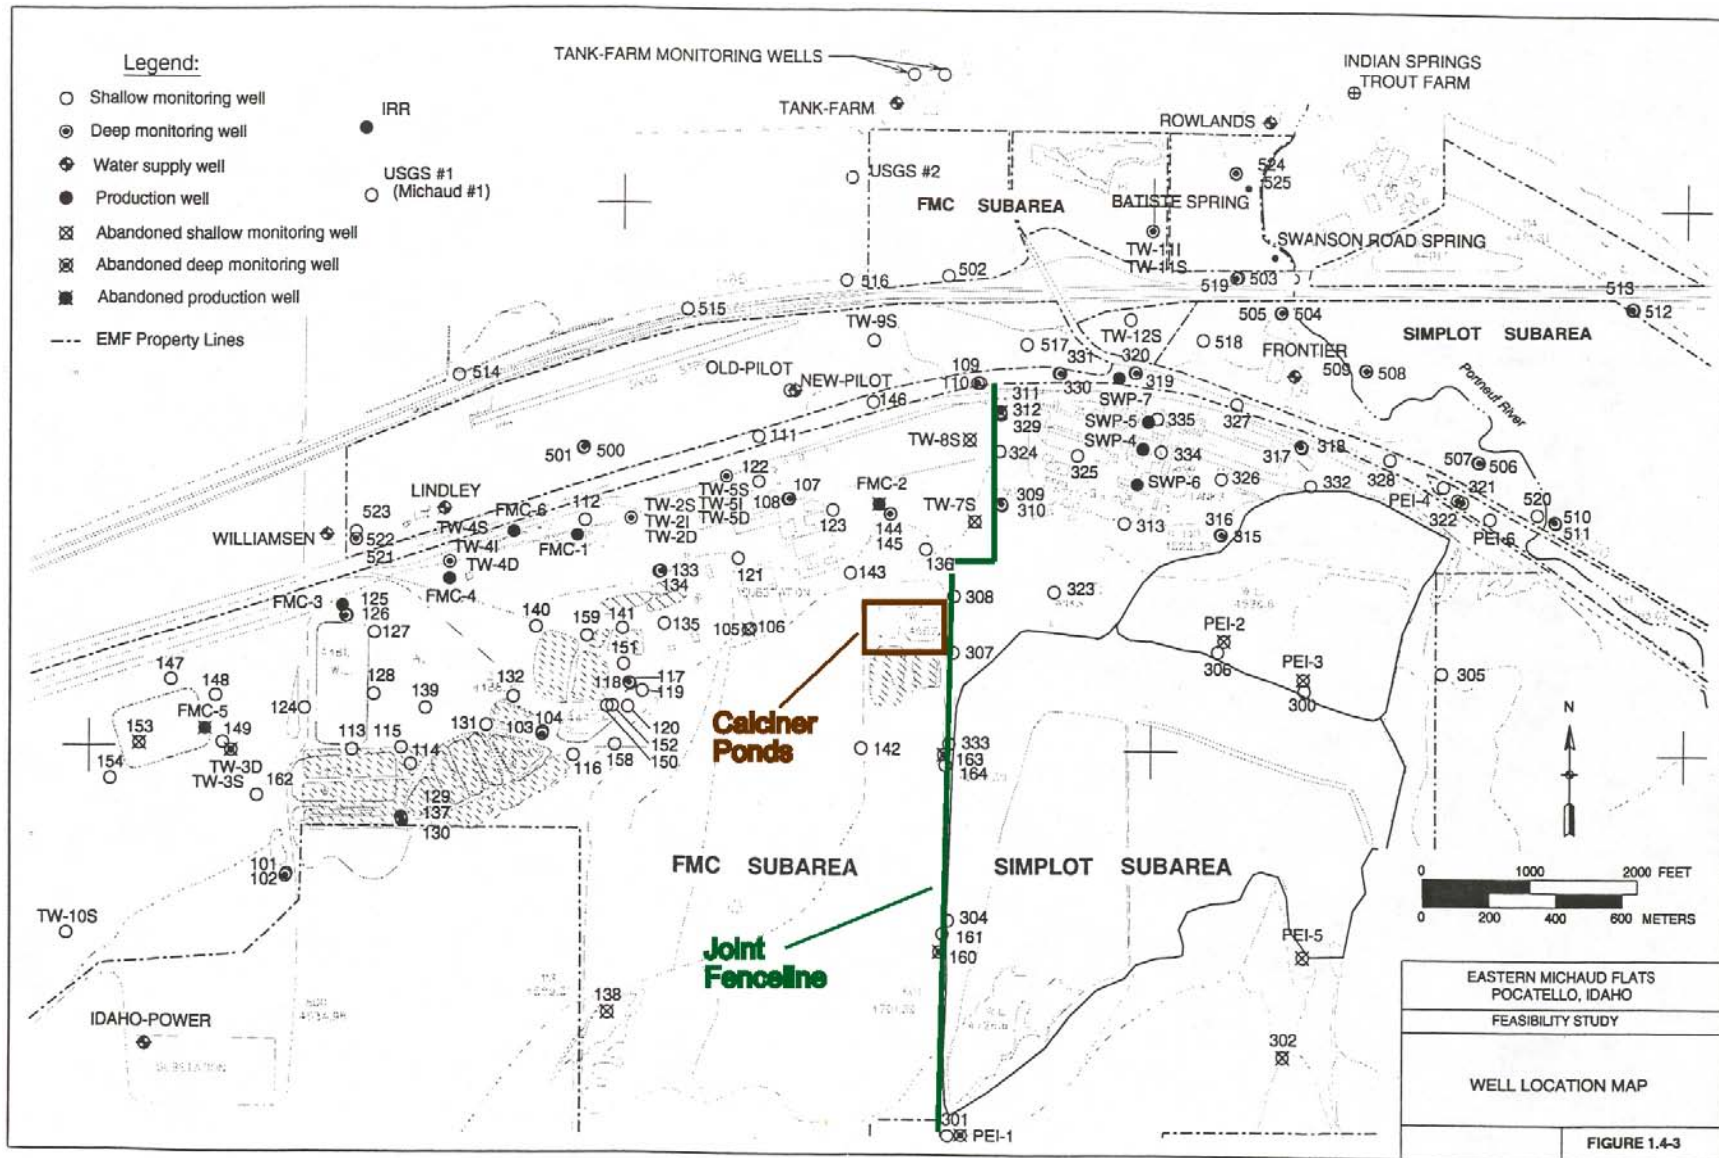 Legend:
Shallow monitoring well
Deep monitoring well
Water supply well
Production well
Abandoned shallow monitoring well
Abandoned deep monitoring well
Abandoned production well
EMF Property Lines
IRR
USGS #1
(Michaud #1)
TANK-FARM MONITORING WELLS
TANK-FARM
USGS #2
INDIAN SPRINGS
TROUT FARM
ROWLANDS
524
525
FMC SUBAREA
BATISTE SPRING
TW-11I
TW-11S
SWANSON ROAD SPRING
516
502
519
503
513
512
515
505
504
SIMPLOT SUBAREA
TW-9S
517
TW-12S
518
331
320
FRONTIER
509
508
Portneuf River
514
OLD-PILOT
NEW-PILOT
109
110
330
319
146
311
312
329
SWP-7
SWP-5
335
327
111
TW-8S
324
SWP-4
334
317
318
501
500
325
328
507
506
122
TW-5S
TW-5I
TW-5D
107
108
FMC-2
TW-7S
309
310
SWP-6
326
332
PEI-4
321
322
520
510
511
PEI-6
LINDLEY
FMC-6
112
TW-2S
TW-2I
TW-2D
123
144
145
313
316
315
523
522
521
WILLIAMSEN
TW-4S
TW-4I
TW-4D
FMC-1
136
133
134
121
143
FMC-4
FMC-3
125
126
127
140
159
141
135
105
106
308
323
151
307
PEI-2
306
PEI-3
300
305
147
148
128
139
132
118
117
119
124
FMC-5
153
149
113
115
131
104
103
120
152
150
Calciner
Ponds
142
333
163
164
N
154
TW-3D
TW-3S
162
114
116
158
129
137
130
101
102
FMC SUBAREA
SIMPLOT SUBAREA
0 1000 2000 FEET
0 200 400 600 METERS
TW-10S
304
161
160
Joint
Fenceline
PEI-5
138
IDAHO-POWER
SUBSTATION
302
301
PEI-1
EASTERN MICHAUD FLATS
POCATELLO, IDAHO
FEASIBILITY STUDY
WELL LOCATION MAP
FIGURE 1.4-3